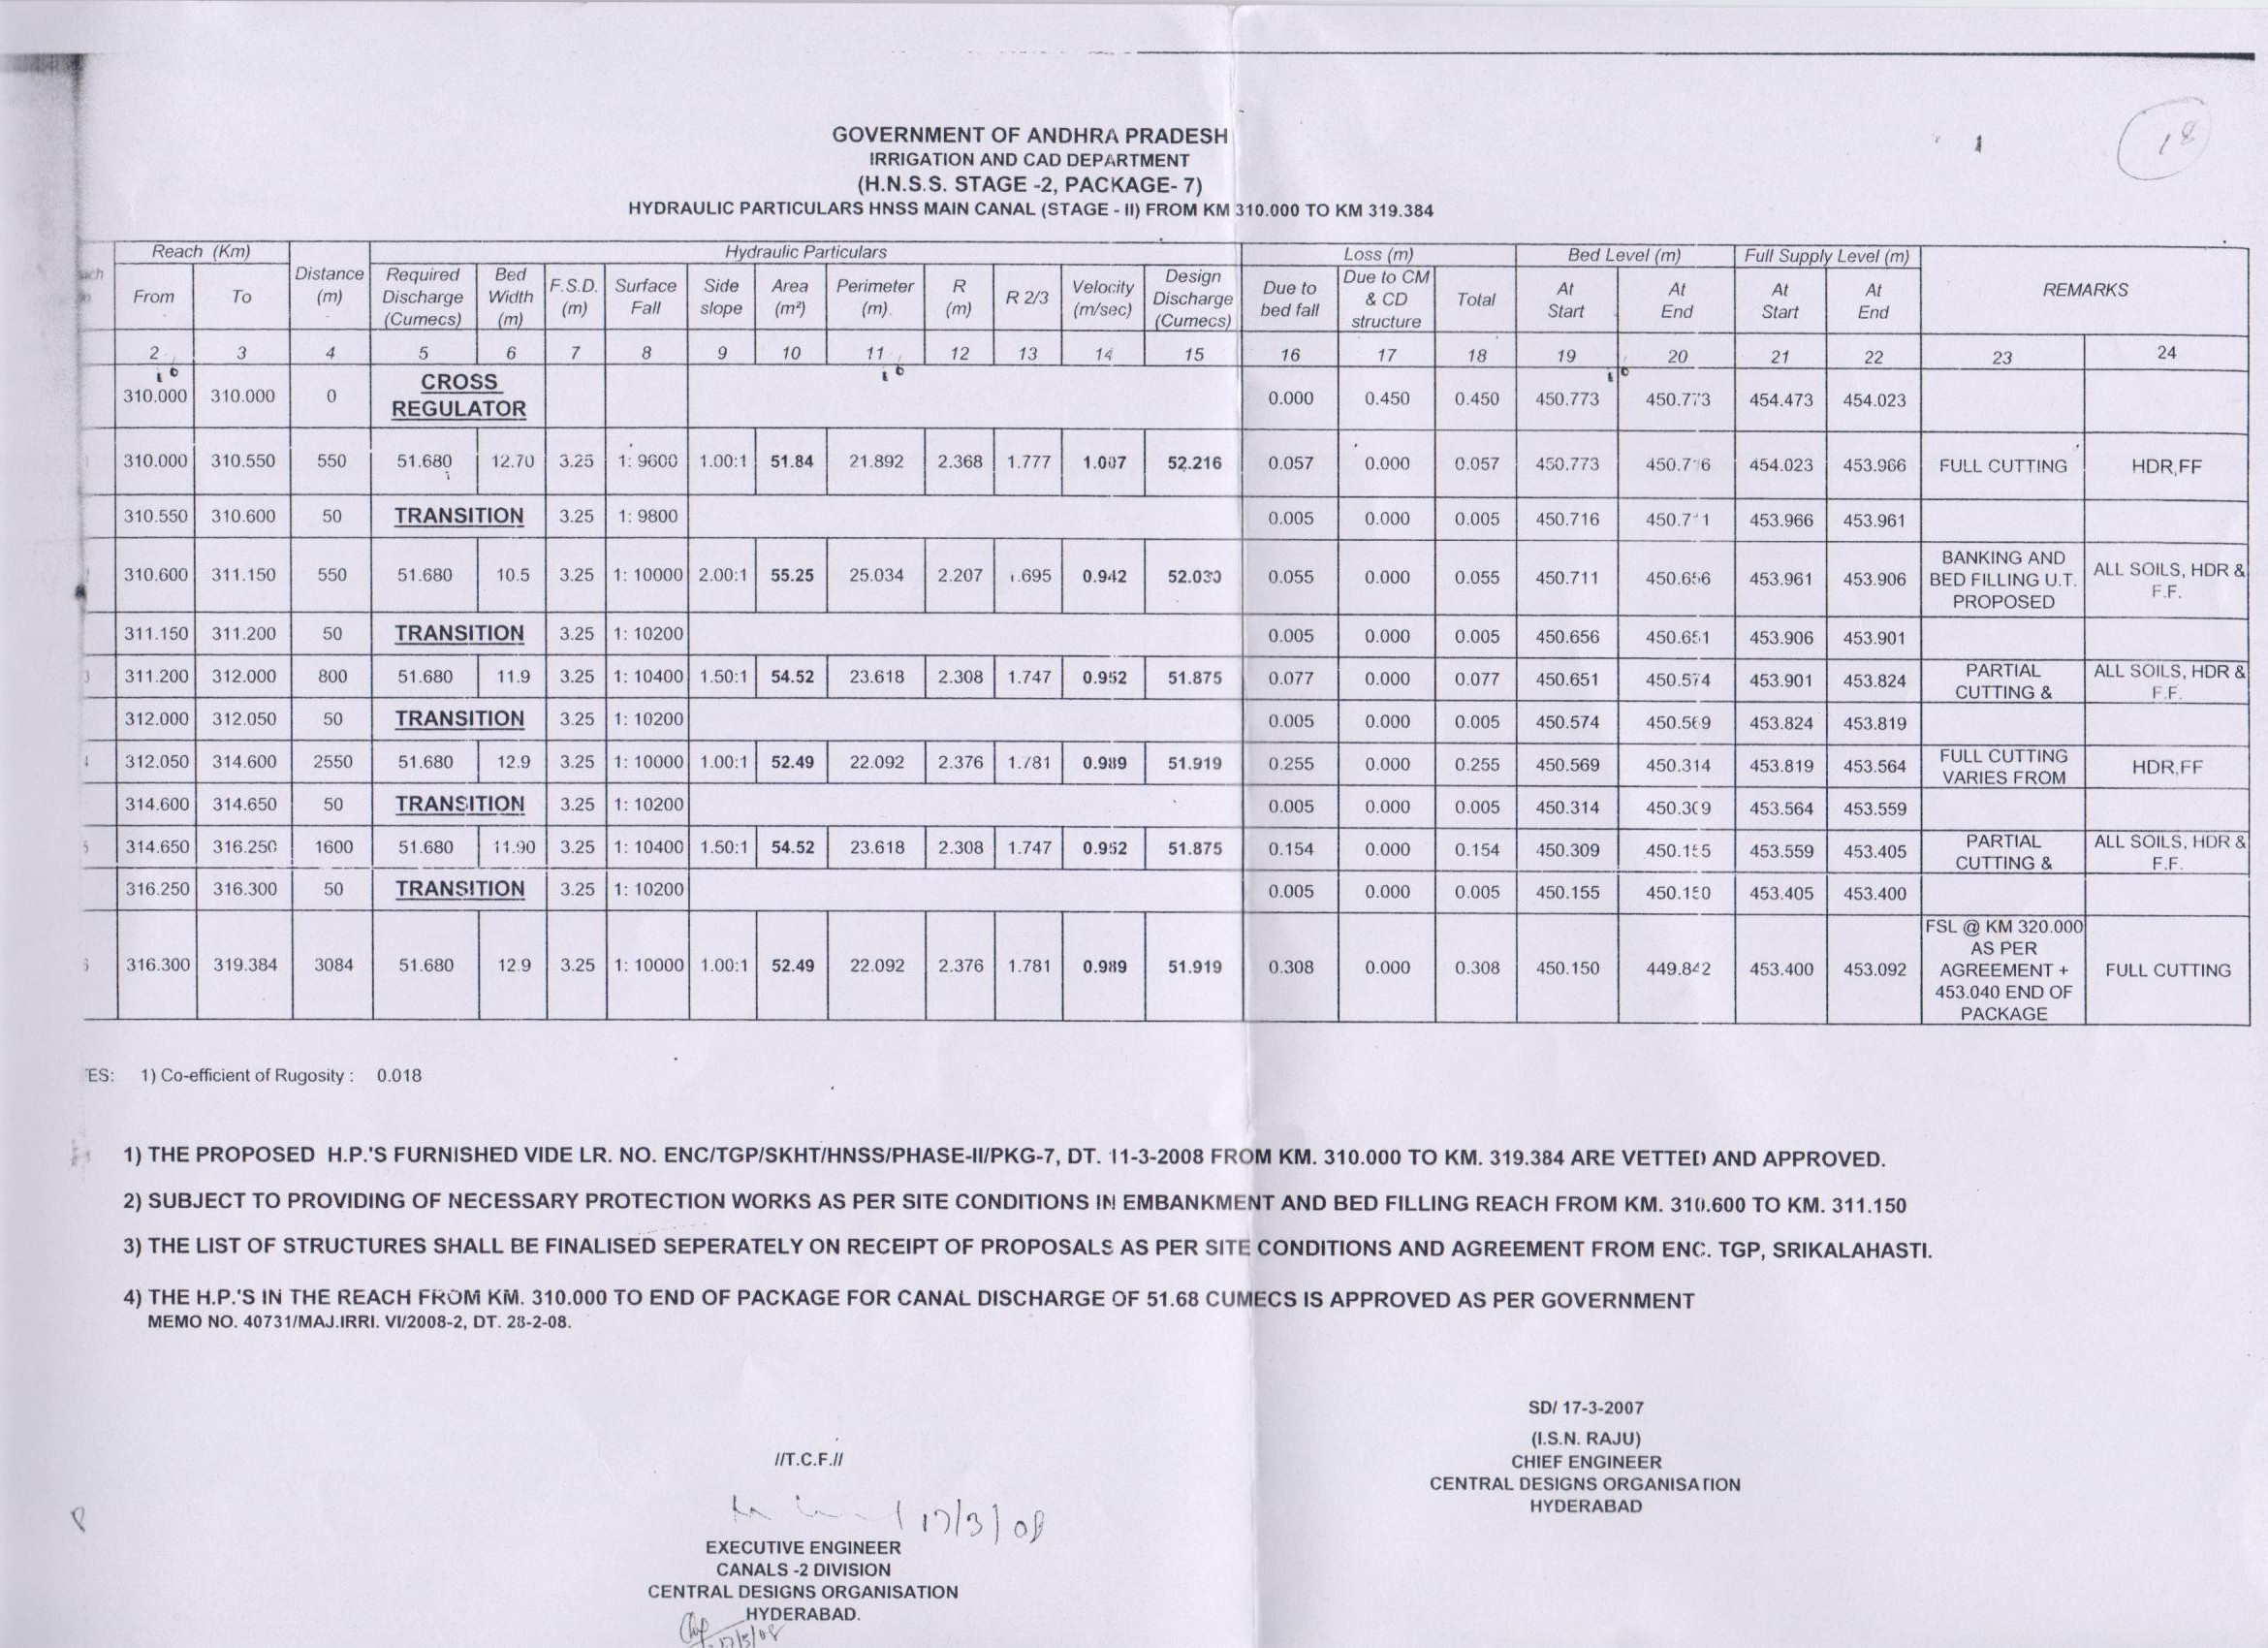 18
GOVERNMENT OF ANDHRA PRADESH
IRRIGATION AND CAD DEPARTMENT
(H.N.S.S. STAGE -2, PACKAGE- 7)
HYDRAULIC PARTICULARS HNSS MAIN CANAL (STAGE - II) FROM KM 310.000 TO KM 319.384
Reach (Km) Distance (m) Hydraulic Particulars Loss (m) Bed Level (m) Full Supply Level (m) REMARKS
From To Required Discharge (Cumecs) Bed Width (m) F.S.D. (m) Surface Fall Side slope Area (m²) Perimeter (m). R (m) R 2/3 Velocity (m/sec) Design Discharge (Cumecs) Due to bed fall Due to CM & CD structure Total At Start At End At Start At End
2 3 4 5 6 7 8 9 10 11 12 13 14 15 16 17 18 19 20 21 22 23 24
310.000 310.000 0 CROSS REGULATOR 0.000 0.450 0.450 450.773 450.773 454.473 454.023
310.000 310.550 550 51.680 12.70 3.25 1: 9600 1.00:1 51.84 21.892 2.368 1.777 1.007 52.216 0.057 0.000 0.057 450.773 454.023 453.966 FULL CUTTING HDR,FF
310.550 310.600 50 TRANSITION 3.25 1: 9800 0.005 0.000 0.005 450.716 453.966 453.961
310.600 311.150 550 51.680 10.5 3.25 1: 10000 2.00:1 55.25 25.034 2.207 1.695 0.942 52.030 0.055 0.000 0.055 450.711 450.656 453.961 453.906 BANKING AND BED FILLING U.T. PROPOSED ALL SOILS, HDR & F.F.
311.150 311.200 50 TRANSITION 3.25 1: 10200 0.005 0.000 0.005 450.656 450.651 453.906 453.901
311.200 312.000 800 51.680 11.9 3.25 1: 10400 1.50:1 54.52 23.618 2.308 1.747 0.952 51.875 0.077 0.000 0.077 450.651 450.574 453.901 453.824 PARTIAL CUTTING & ALL SOILS, HDR & F.F.
312.000 312.050 50 TRANSITION 3.25 1: 10200 0.005 0.000 0.005 450.574 450.569 453.824 453.819
312.050 314.600 2550 51.680 12.9 3.25 1: 10000 1.00:1 52.49 22.092 2.376 1.781 0.989 51.919 0.255 0.000 0.255 450.569 450.314 453.819 453.564 FULL CUTTING VARIES FROM HDR,FF
314.600 314.650 50 TRANSITION 3.25 1: 10200 0.005 0.000 0.005 450.314 450.309 453.564 453.559
314.650 316.250 1600 51.680 11.90 3.25 1: 10400 1.50:1 54.52 23.618 2.308 1.747 0.952 51.875 0.154 0.000 0.154 450.309 450.155 453.559 453.405 PARTIAL CUTTING & ALL SOILS, HDR & F.F.
316.250 316.300 50 TRANSITION 3.25 1: 10200 0.005 0.000 0.005 450.155 450.150 453.405 453.400
316.300 319.384 3084 51.680 12.9 3.25 1: 10000 1.00:1 52.49 22.092 2.376 1.781 0.989 51.919 0.308 0.000 0.308 450.150 449.842 453.400 453.092 FSL @ KM 320.000 AS PER AGREEMENT + 453.040 END OF PACKAGE FULL CUTTING
ES: 1) Co-efficient of Rugosity : 0.018
1) THE PROPOSED H.P.'S FURNISHED VIDE LR. NO. ENC/TGP/SKHT/HNSS/PHASE-II/PKG-7, DT. 11-3-2008 FROM KM. 310.000 TO KM. 319.384 ARE VETTED AND APPROVED.
2) SUBJECT TO PROVIDING OF NECESSARY PROTECTION WORKS AS PER SITE CONDITIONS IN EMBANKMENT AND BED FILLING REACH FROM KM. 310.600 TO KM. 311.150
3) THE LIST OF STRUCTURES SHALL BE FINALISED SEPERATELY ON RECEIPT OF PROPOSALS AS PER SITE CONDITIONS AND AGREEMENT FROM ENC. TGP, SRIKALAHASTI.
4) THE H.P.'S IN THE REACH FROM KM. 310.000 TO END OF PACKAGE FOR CANAL DISCHARGE OF 51.68 CUMECS IS APPROVED AS PER GOVERNMENT
MEMO NO. 40731/MAJ.IRRI. VI/2008-2, DT. 28-2-08.
SD/ 17-3-2007
(I.S.N. RAJU)
CHIEF ENGINEER
CENTRAL DESIGNS ORGANISATION
HYDERABAD
//T.C.F.//
17/3/08
EXECUTIVE ENGINEER
CANALS -2 DIVISION
CENTRAL DESIGNS ORGANISATION
HYDERABAD.